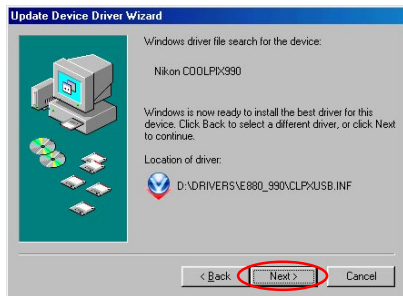 Update Device Driver Wizard
Windows driver file search for the device:
Nikon COOLPIX990
Windows is now ready to install the best driver for this
device. Click Back to select a different driver, or click Next
to continue.
Location of driver:
D:\DRIVERS\E880_990\CLPXUSB.INF
< Back
Next >
Cancel